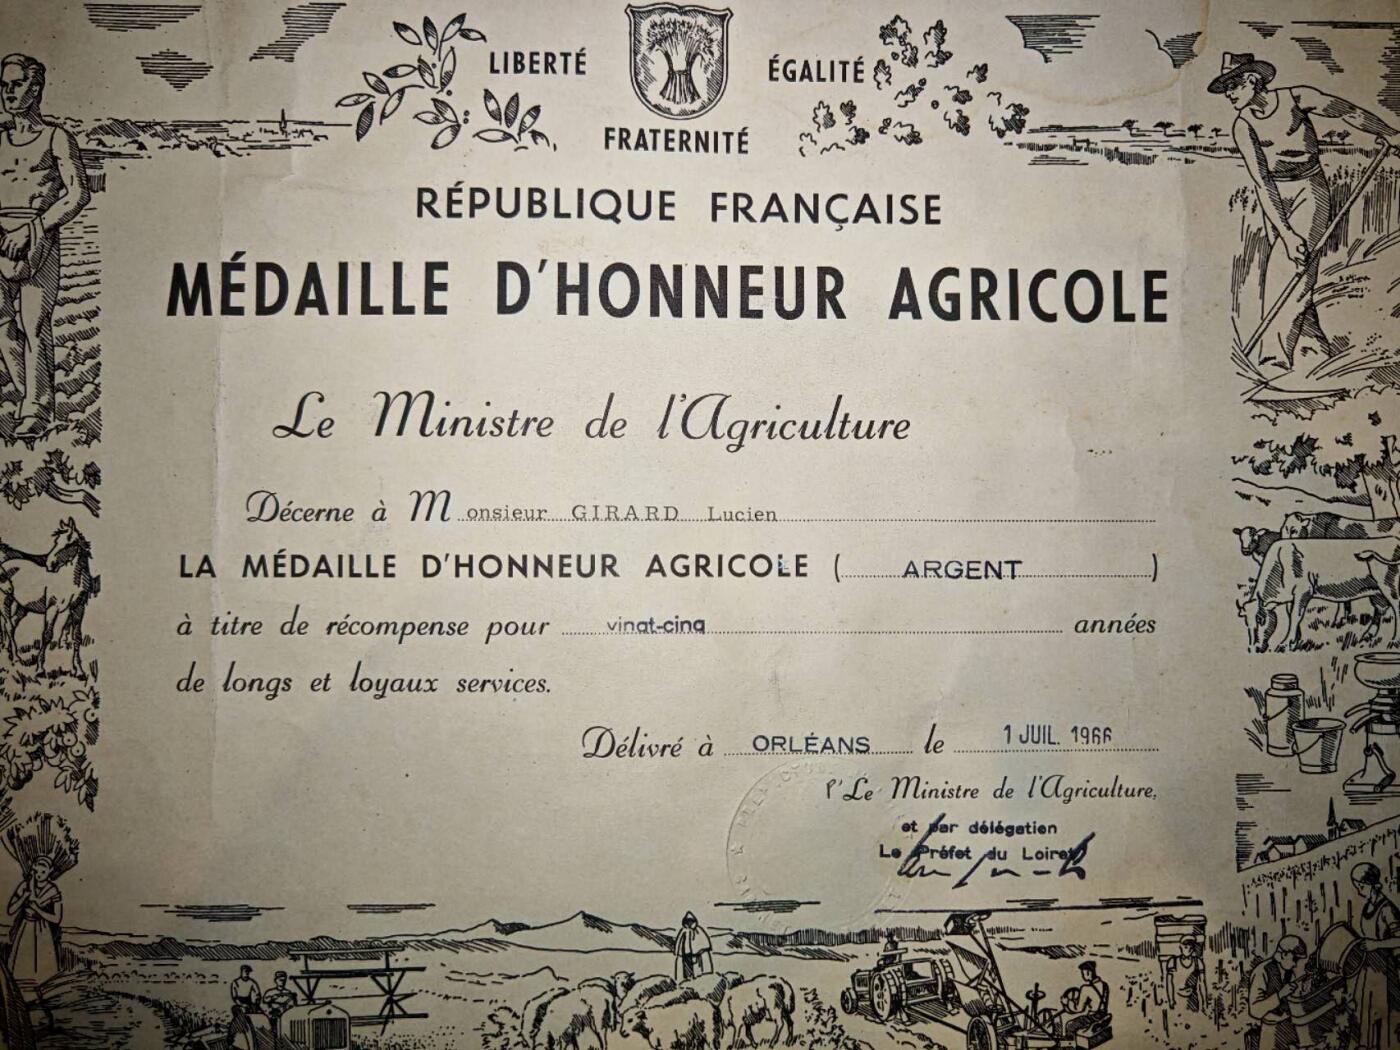 LIBERTÉ ÉGALITÉ
FRATERNITÉ
RÉPUBLIQUE FRANÇAISE
MÉDAILLE D'HONNEUR AGRICOLE
Le Ministre de l'Agriculture
Décerne à Monsieur GIRARD Lucien
LA MÉDAILLE D'HONNEUR AGRICOLE ( ARGENT )
à titre de récompense pour vingt-cinq années
de longs et loyaux services.
Délivré à ORLÉANS le 1 JUIL. 1966
Le Ministre de l'Agriculture,
et par délégation
Le Préfet du Loiret